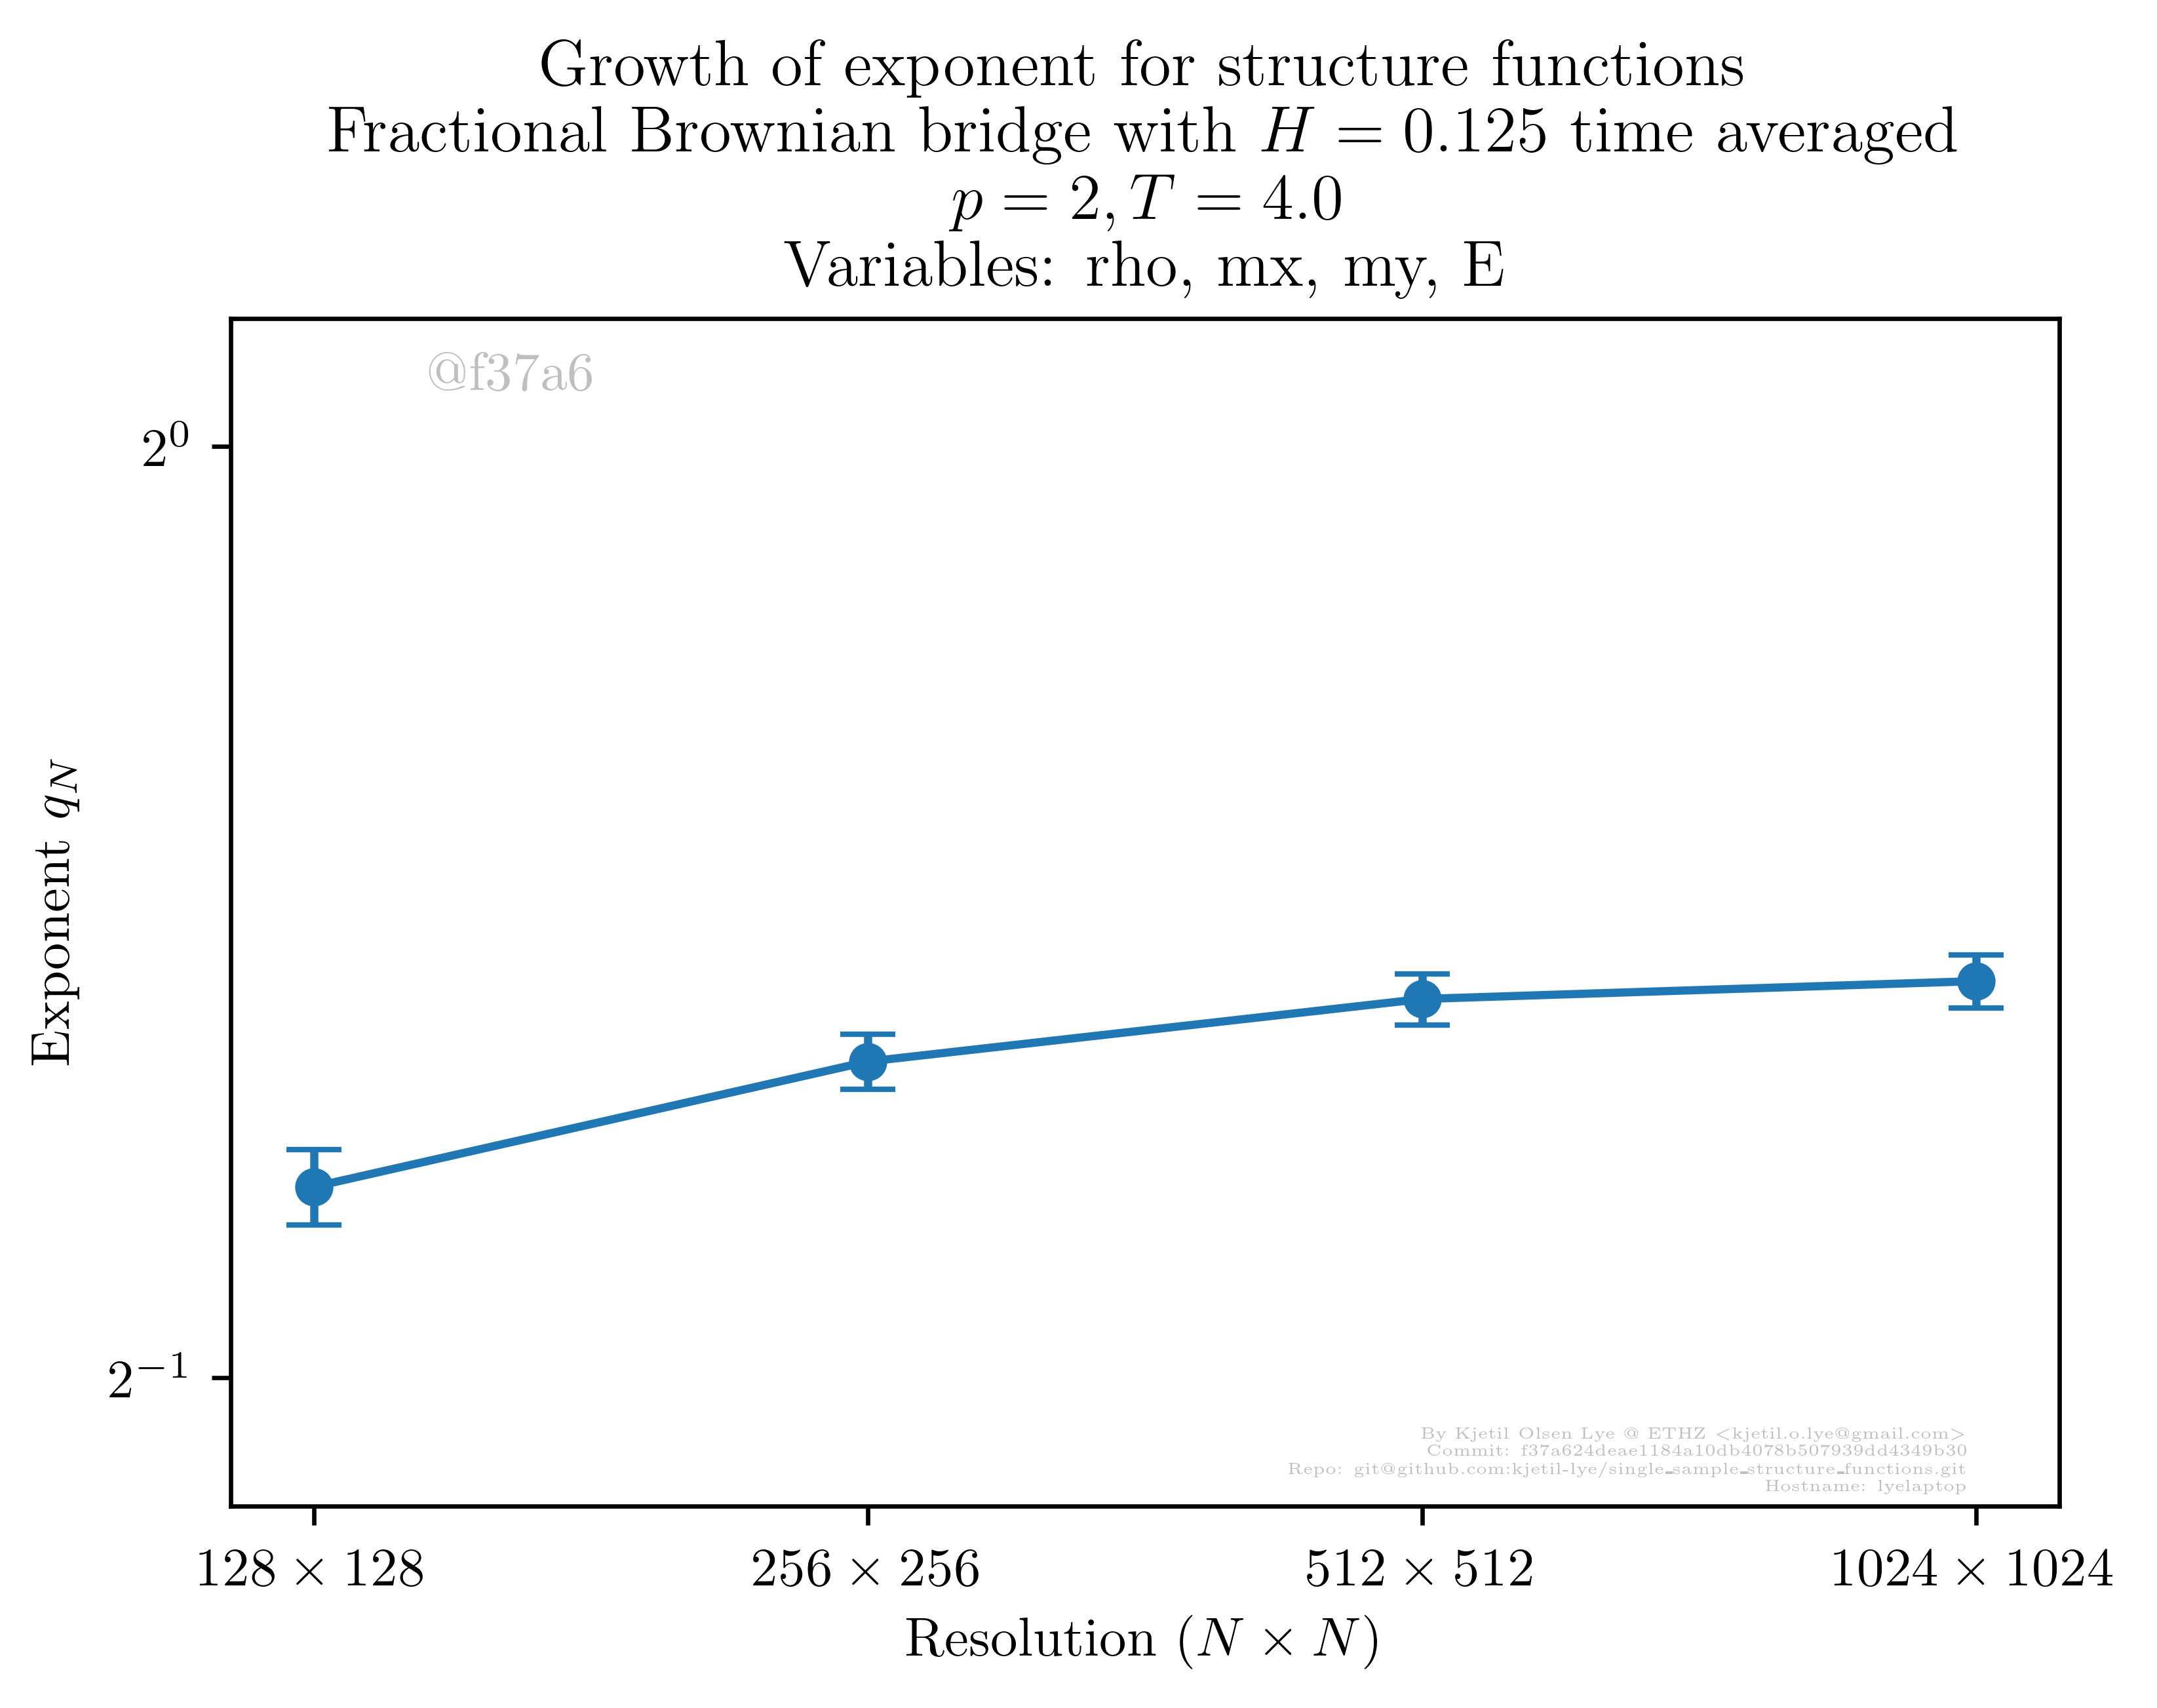 Growth of exponent for structure functions
Fractional Brownian bridge with H = 0.125 time averaged
p = 2, T = 4.0
Variables: rho, mx, my, E
@f37a6
2^0
Exponent q_N
2^{-1}
By Kjetil Olsen Lye @ ETHZ <kjetil.o.lye@gmail.com>
Commit: f37a624deae1184a10db4078b507939dd4349b30
Repo: git@github.com:kjetil-lye/single_sample_structure_functions.git
Hostname: lyelaptop
128 × 128 256 × 256 512 × 512 1024 × 1024
Resolution (N × N)